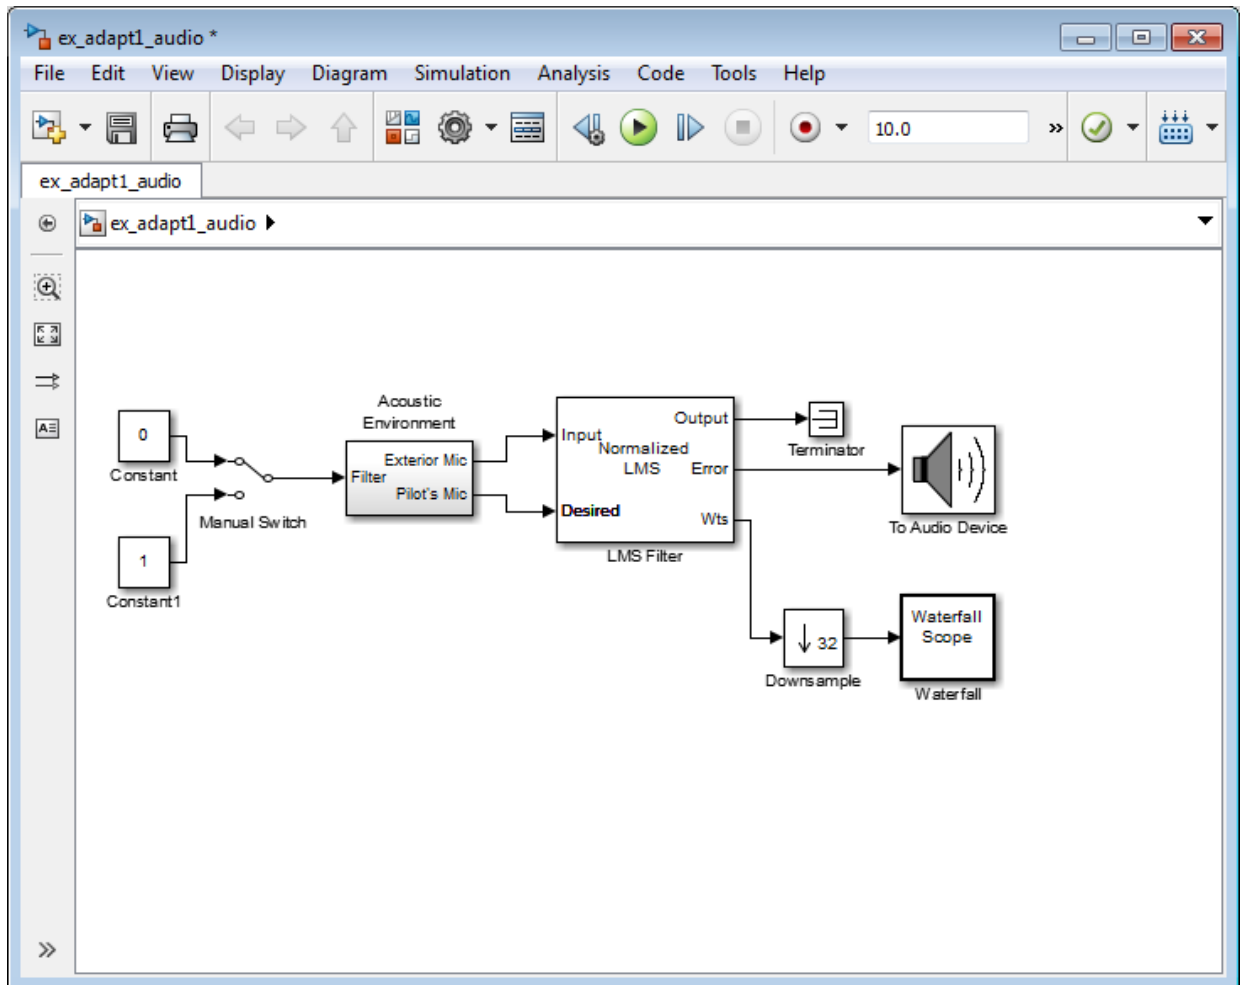 ex_adapt1_audio *
File Edit View Display Diagram Simulation Analysis Code Tools Help
10.0
ex_adapt1_audio
ex_adapt1_audio
Acoustic
Environment
0
Constant
Manual Switch
1
Constant1
Filter
Exterior Mic
Pilot's Mic
Input
Desired
Normalized
LMS
Output
Error
Wts
LMS Filter
Terminator
To Audio Device
32
Downsample
Waterfall
Scope
Waterfall